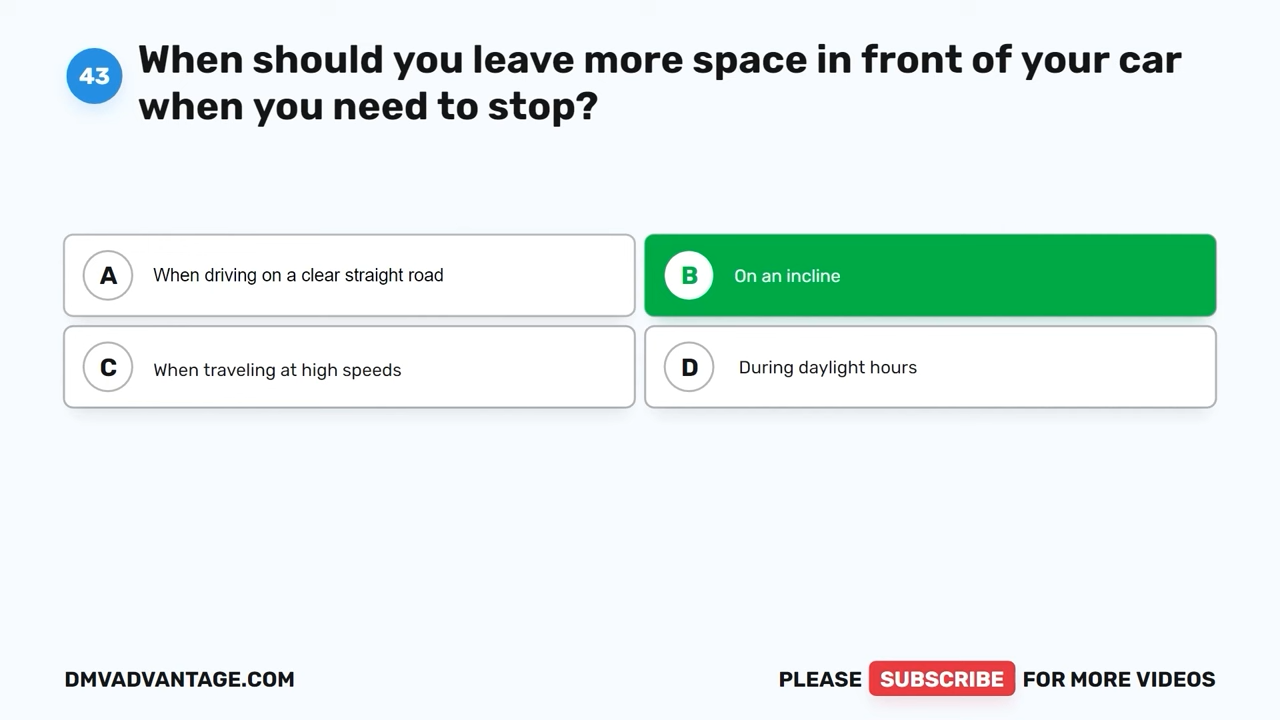 43
When should you leave more space in front of your car
when you need to stop?
A When driving on a clear straight road
B On an incline
C When traveling at high speeds
D During daylight hours
DMVADVANTAGE.COM
PLEASE SUBSCRIBE FOR MORE VIDEOS